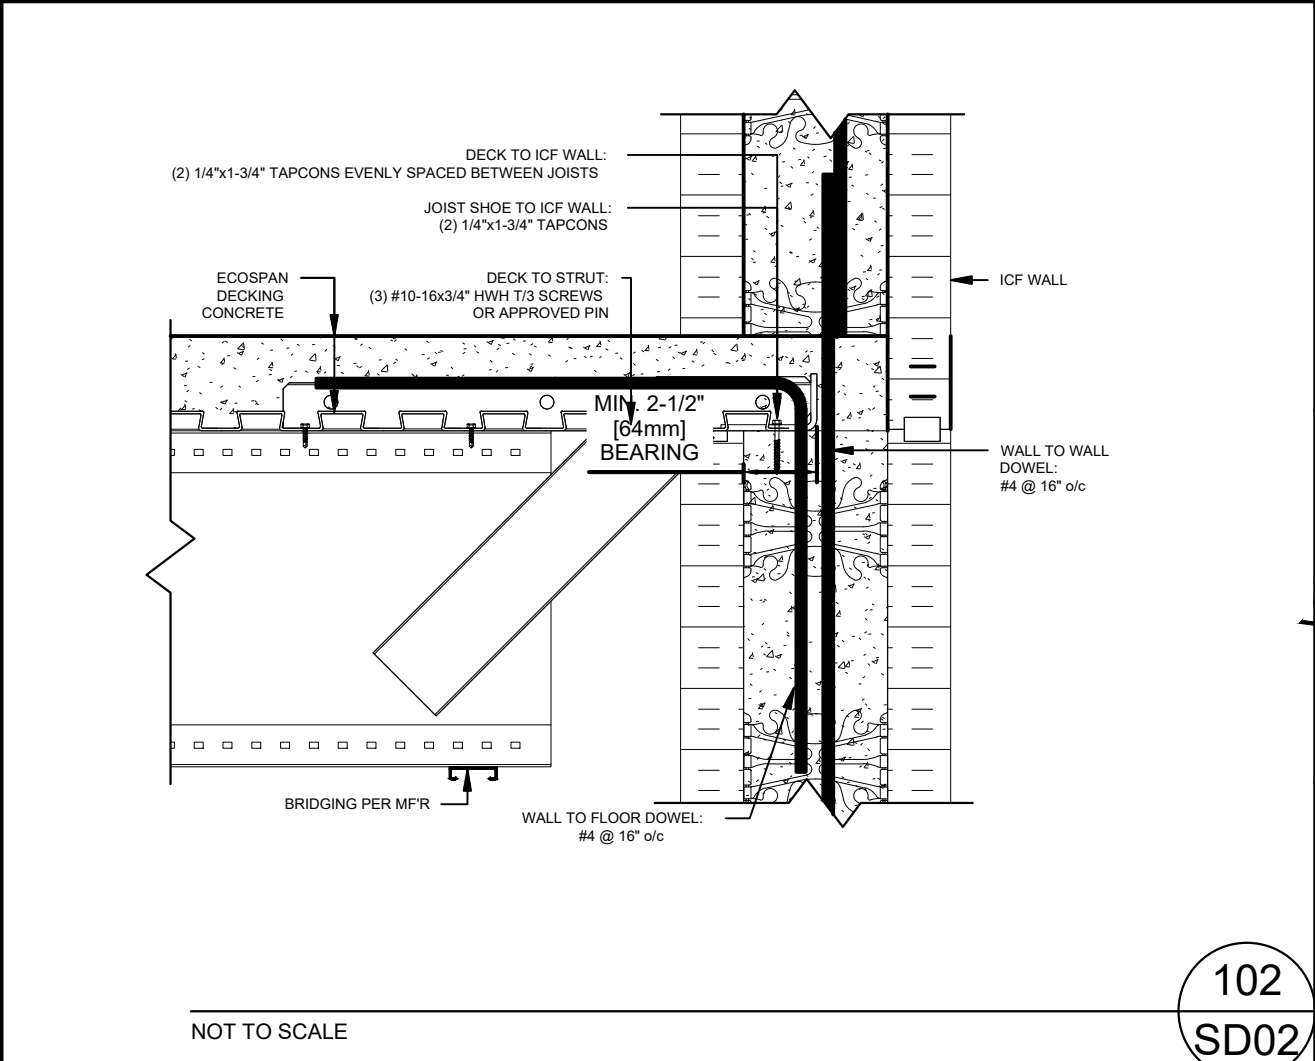 DECK TO ICF WALL:
(2) 1/4"x1-3/4" TAPCONS EVENLY SPACED BETWEEN JOISTS
JOIST SHOE TO ICF WALL:
(2) 1/4"x1-3/4" TAPCONS
ECOSPAN
DECKING
CONCRETE
DECK TO STRUT:
(3) #10-16x3/4" HWH T/3 SCREWS
OR APPROVED PIN
ICF WALL
MIN. 2-1/2"
[64mm]
BEARING
WALL TO WALL
DOWEL:
#4 @ 16" o/c
BRIDGING PER MF'R
WALL TO FLOOR DOWEL:
#4 @ 16" o/c
102
SD02
NOT TO SCALE